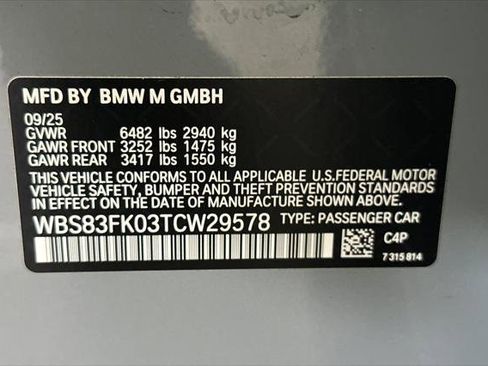 MFD BY BMW M GMBH
09/25
GVWR 6482 lbs 2940 kg
GAWR FRONT 3252 lbs 1475 kg
GAWR REAR 3417 lbs 1550 kg
THIS VEHICLE CONFORMS TO ALL APPLICABLE U.S.FEDERAL MOTOR
VEHICLE SAFETY, BUMPER AND THEFT PREVENTION STANDARDS
IN EFFECT ON THE DATE OF MANUFACTURE SHOWN ABOVE.
WBS83FK03TCW29578 TYPE: PASSENGER CAR
C4P
7 315 814